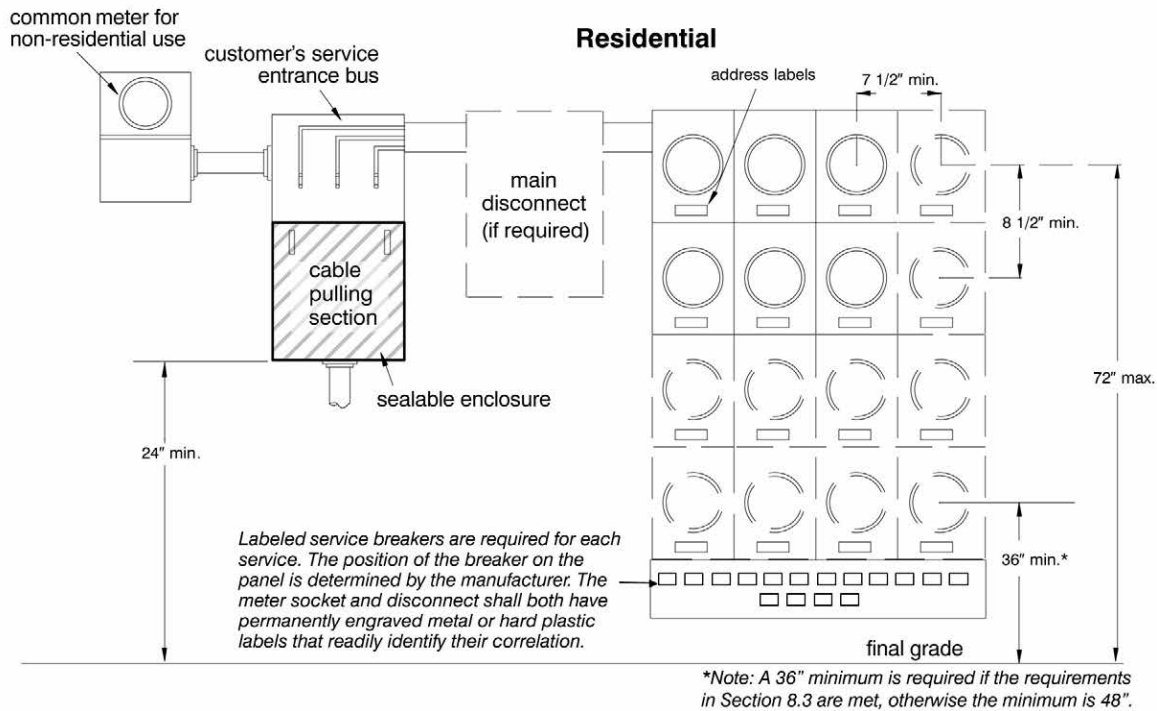 common meter for
non-residential use
customer's service
entrance bus
Residential
address labels
7 1/2" min.
main
disconnect
(if required)
8 1/2" min.
cable
pulling
section
72" max.
sealable enclosure
24" min.
Labeled service breakers are required for each
service. The position of the breaker on the
panel is determined by the manufacturer. The
meter socket and disconnect shall both have
permanently engraved metal or hard plastic
labels that readily identify their correlation.
36" min.*
final grade
*Note: A 36" minimum is required if the requirements
in Section 8.3 are met, otherwise the minimum is 48".